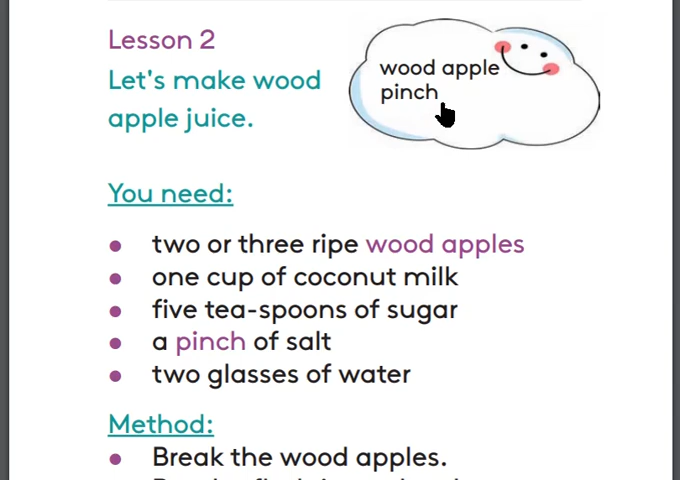 Lesson 2
Let's make wood
apple juice.
wood apple
pinch
You need:
two or three ripe wood apples
one cup of coconut milk
five tea-spoons of sugar
a pinch of salt
two glasses of water
Method:
Break the wood apples.